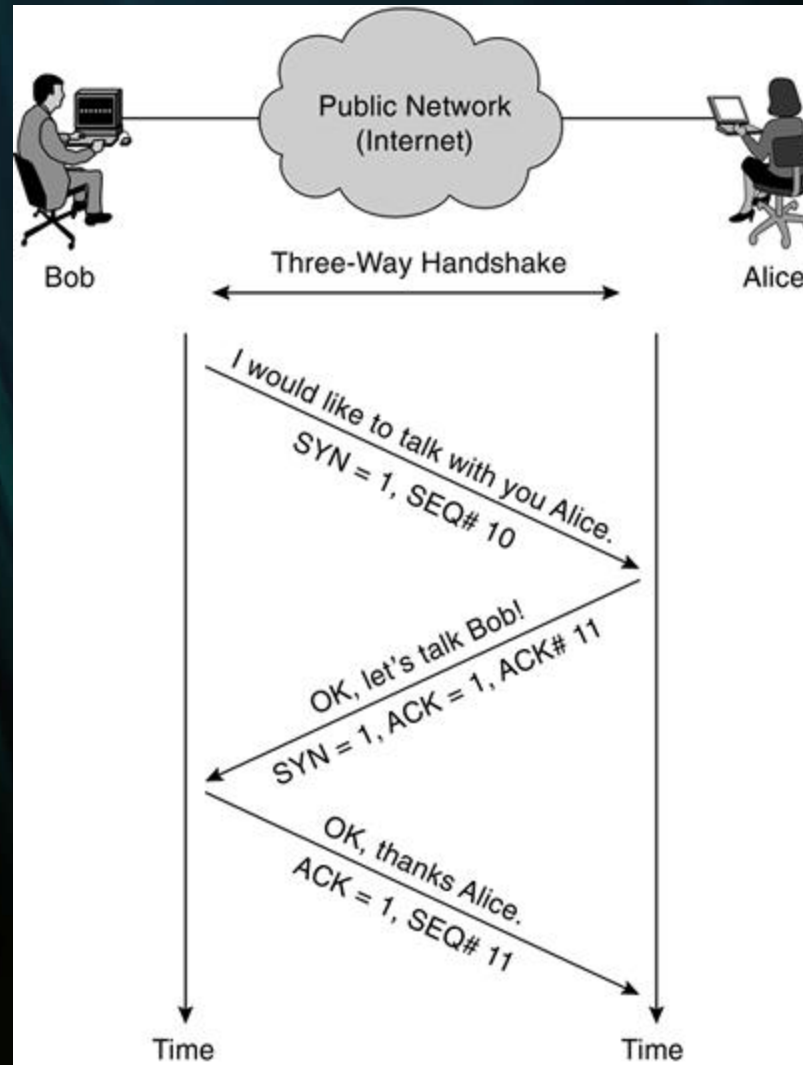 Public Network
(Internet)
Bob
Three-Way Handshake
Alice
I would like to talk with you Alice.
SYN = 1, SEQ# 10
OK, let's talk Bob!
SYN = 1, ACK = 1, ACK# 11
OK, thanks Alice.
ACK = 1, SEQ# 11
Time
Time